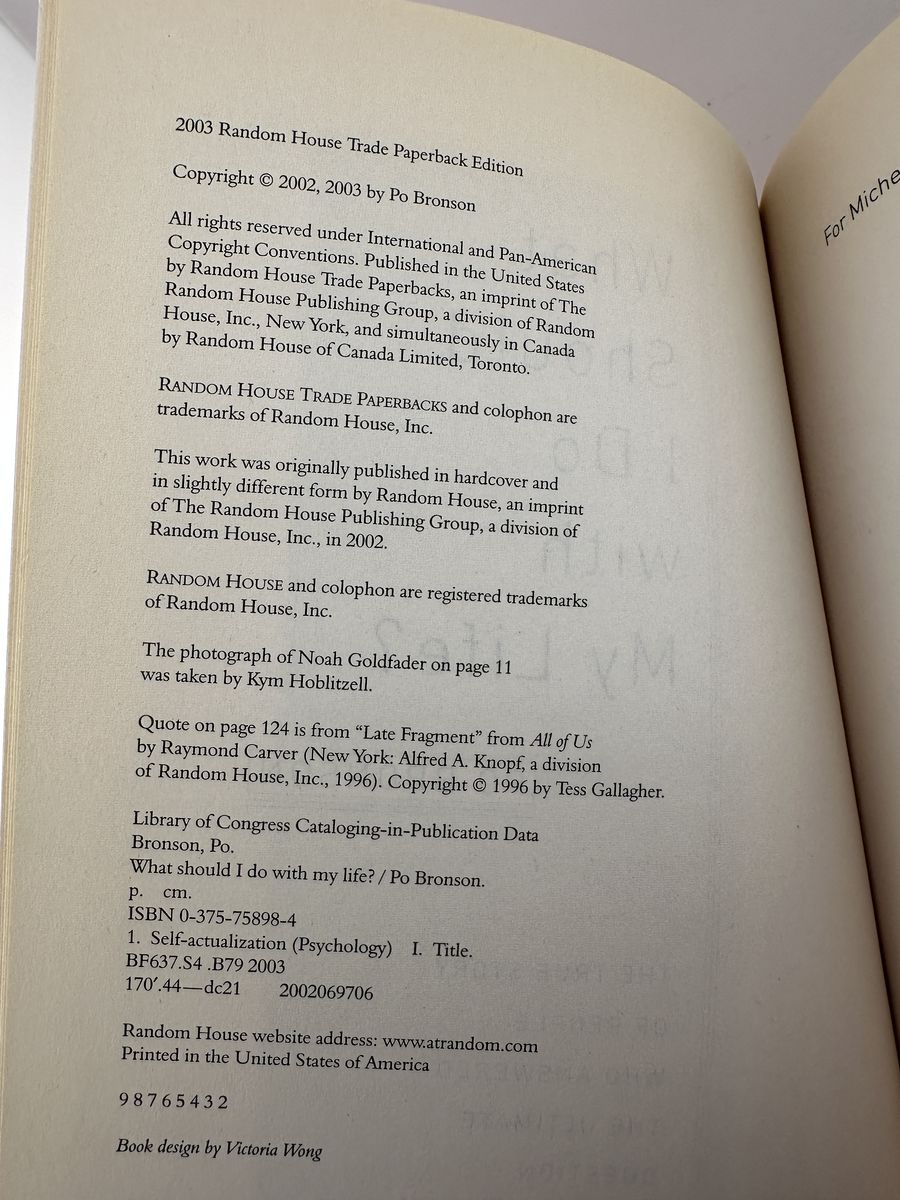 2003 Random House Trade Paperback Edition
Copyright © 2002, 2003 by Po Bronson
All rights reserved under International and Pan-American
Copyright Conventions. Published in the United States
by Random House Trade Paperbacks, an imprint of The
Random House Publishing Group, a division of Random
House, Inc., New York, and simultaneously in Canada
by Random House of Canada Limited, Toronto.
RANDOM HOUSE TRADE PAPERBACKS and colophon are
trademarks of Random House, Inc.
This work was originally published in hardcover and
in slightly different form by Random House, an imprint
of The Random House Publishing Group, a division of
Random House, Inc., in 2002.
RANDOM HOUSE and colophon are registered trademarks
of Random House, Inc.
The photograph of Noah Goldfader on page 11
was taken by Kym Hoblitzell.
Quote on page 124 is from “Late Fragment” from All of Us
by Raymond Carver (New York: Alfred A. Knopf, a division
of Random House, Inc., 1996). Copyright © 1996 by Tess Gallagher.
Library of Congress Cataloging-in-Publication Data
Bronson, Po.
What should I do with my life? / Po Bronson.
p. cm.
ISBN 0-375-75898-4
1. Self-actualization (Psychology) I. Title.
BF637.S4 .B79 2003
170′.44—dc21 2002069706
Random House website address: www.atrandom.com
Printed in the United States of America
9 8 7 6 5 4 3 2
Book design by Victoria Wong
For Miche